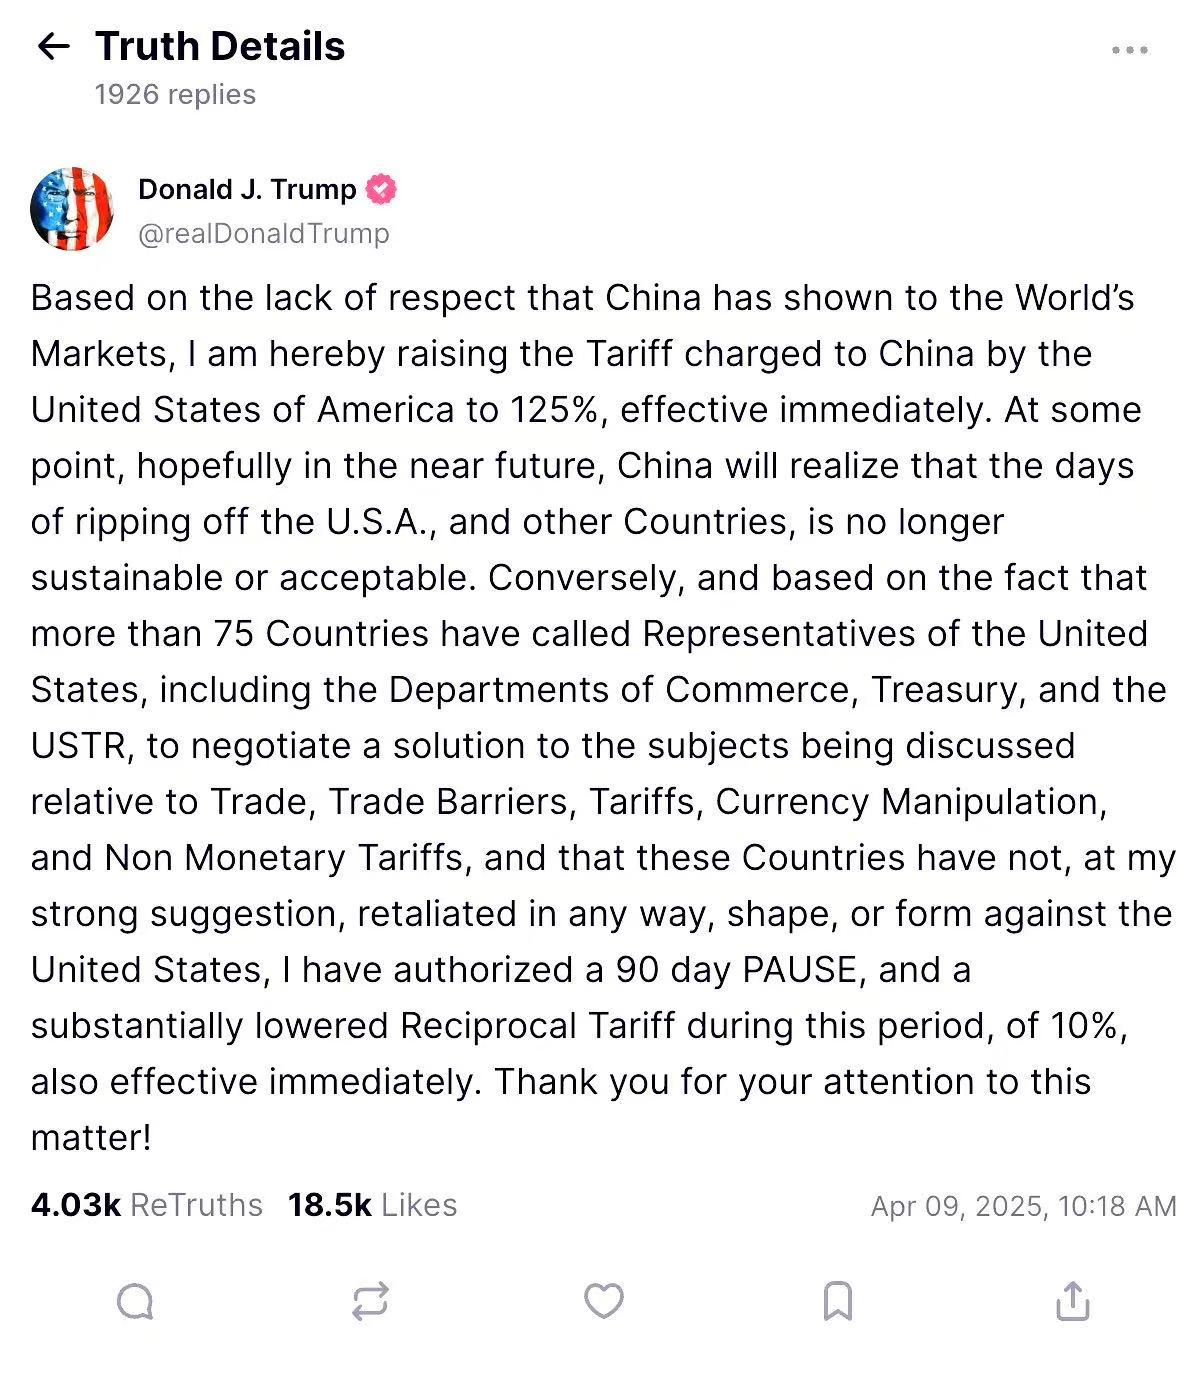 Truth Details
1926 replies
Donald J. Trump
@realDonaldTrump
Based on the lack of respect that China has shown to the World’s
Markets, I am hereby raising the Tariff charged to China by the
United States of America to 125%, effective immediately. At some
point, hopefully in the near future, China will realize that the days
of ripping off the U.S.A., and other Countries, is no longer
sustainable or acceptable. Conversely, and based on the fact that
more than 75 Countries have called Representatives of the United
States, including the Departments of Commerce, Treasury, and the
USTR, to negotiate a solution to the subjects being discussed
relative to Trade, Trade Barriers, Tariffs, Currency Manipulation,
and Non Monetary Tariffs, and that these Countries have not, at my
strong suggestion, retaliated in any way, shape, or form against the
United States, I have authorized a 90 day PAUSE, and a
substantially lowered Reciprocal Tariff during this period, of 10%,
also effective immediately. Thank you for your attention to this
matter!
4.03k ReTruths 18.5k Likes Apr 09, 2025, 10:18 AM